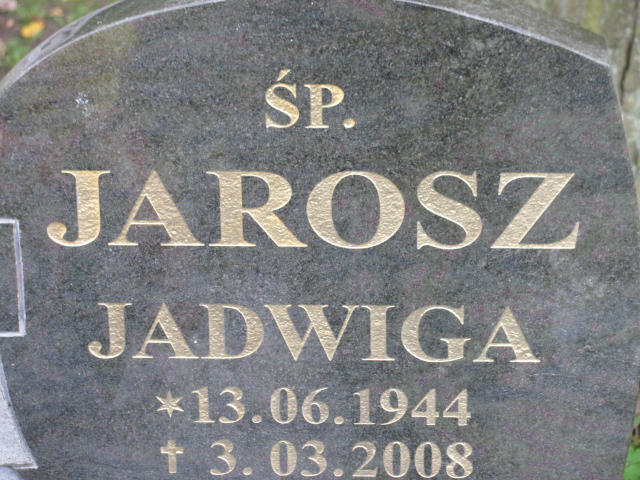 ŚP.
JAROSZ
JADWIGA
*13.06.1944
✝ 3.03.2008